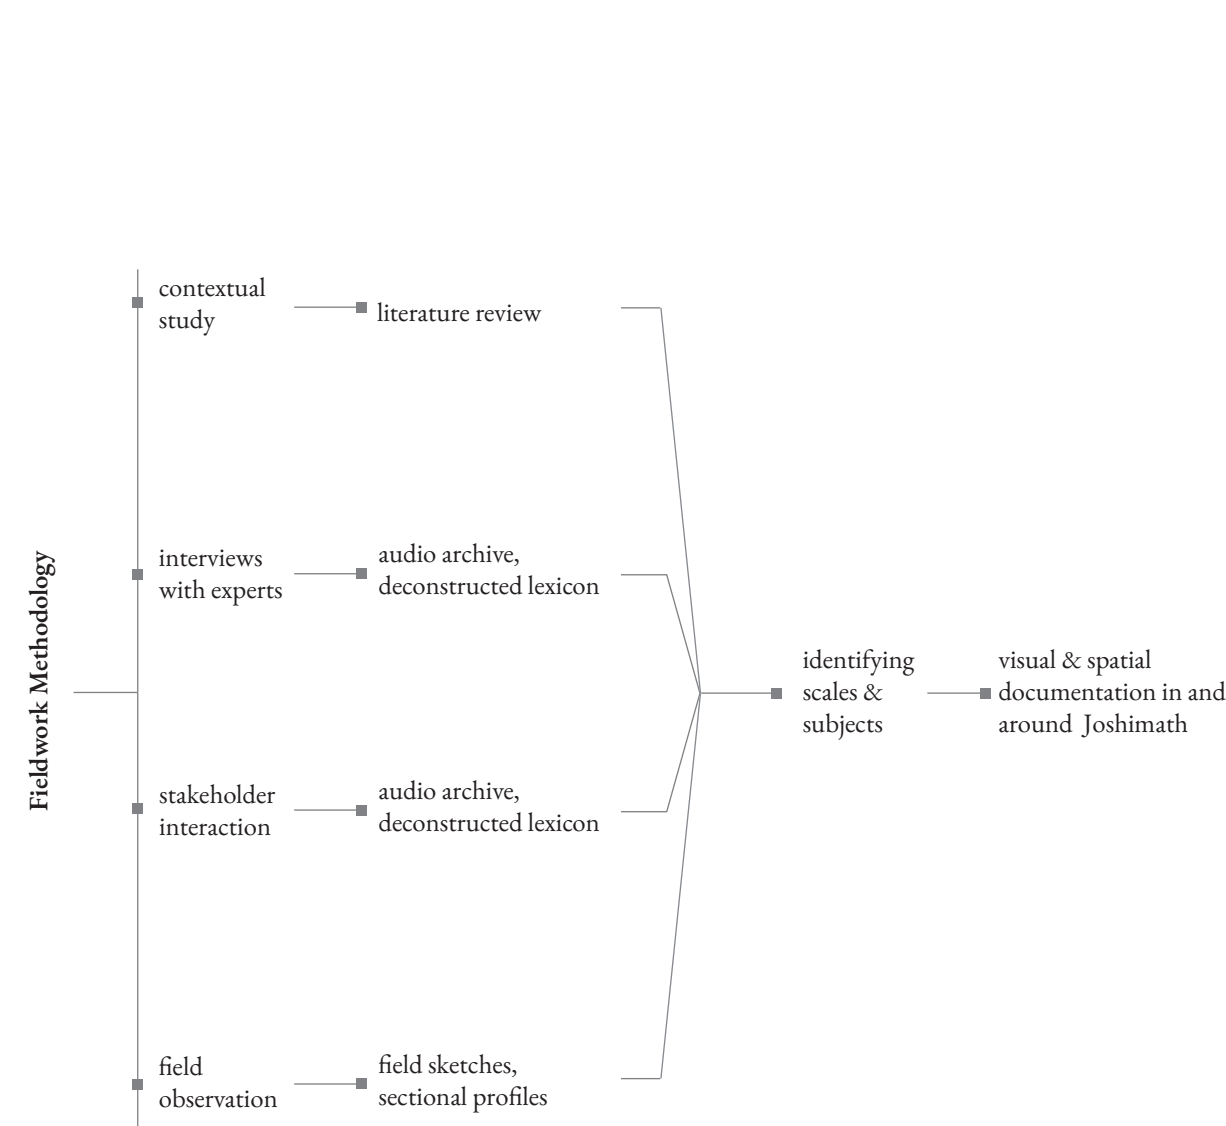 Fieldwork Methodology
contextual
study
literature review
interviews
with experts
audio archive,
deconstructed lexicon
stakeholder
interaction
audio archive,
deconstructed lexicon
field
observation
field sketches,
sectional profiles
identifying
scales &
subjects
visual & spatial
documentation in and
around Joshimath